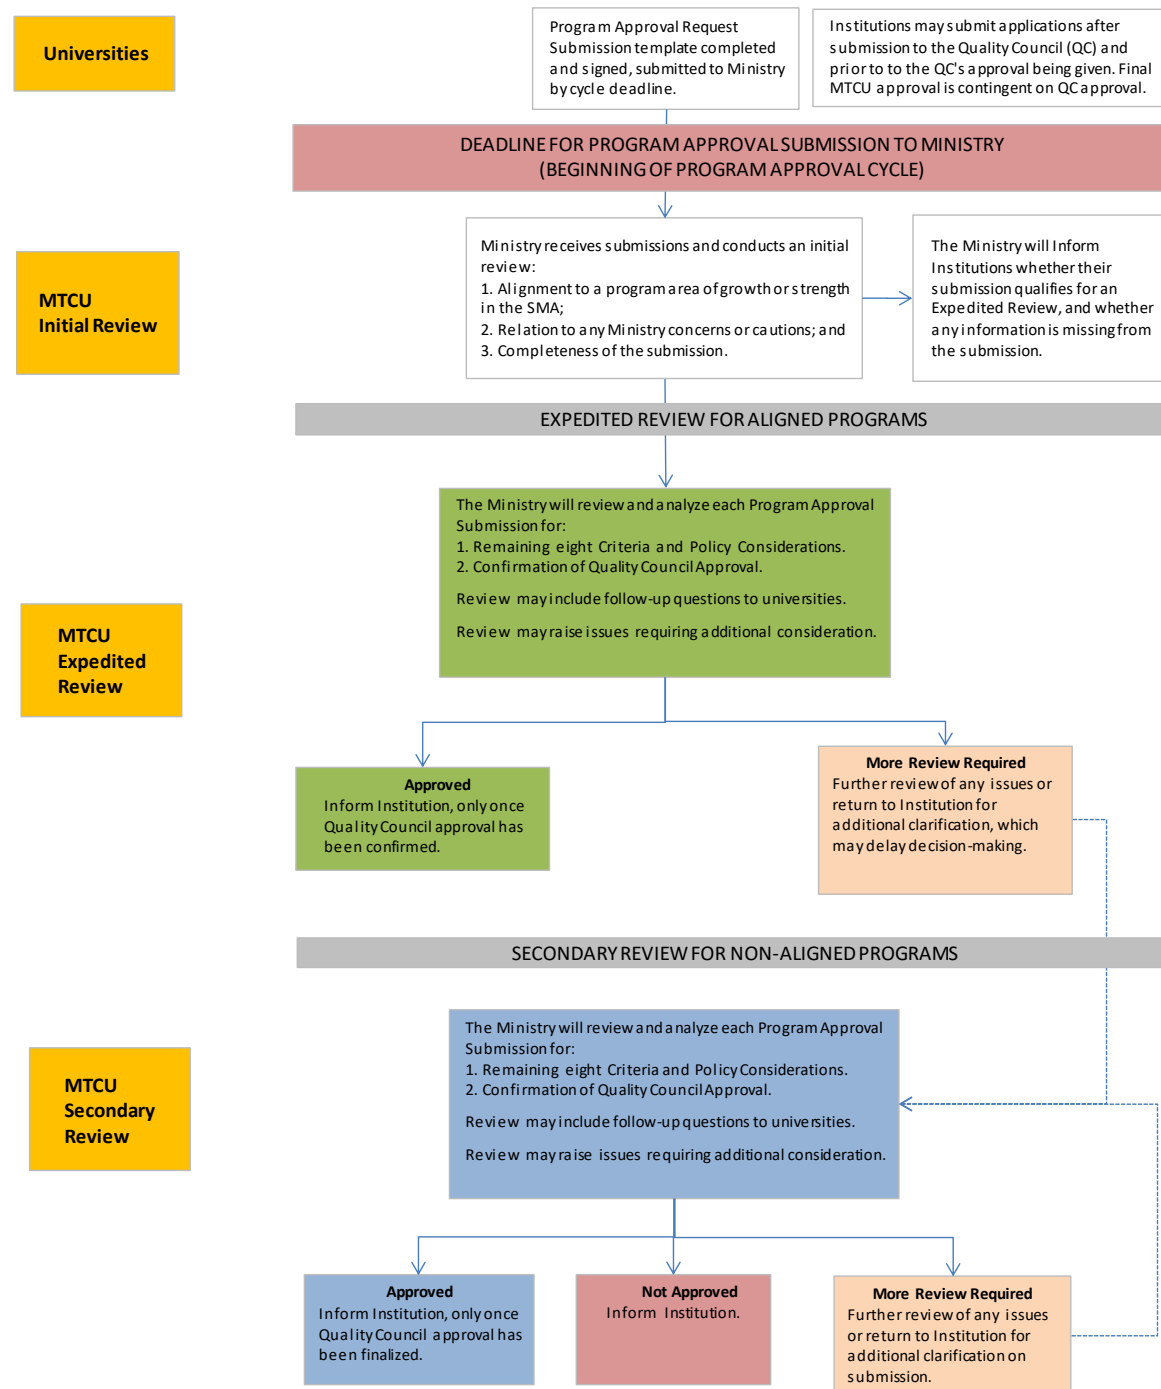 Universities
Program Approval Request
Submission template completed
and signed, submitted to Ministry
by cycle deadline.
Institutions may submit applications after
submission to the Quality Council (QC) and
prior to to the QC's approval being given. Final
MTCU approval is contingent on QC approval.
DEADLINE FOR PROGRAM APPROVAL SUBMISSION TO MINISTRY
(BEGINNING OF PROGRAM APPROVAL CYCLE)
MTCU
Initial Review
Ministry receives submissions and conducts an initial
review:
1. Alignment to a program area of growth or strength
in the SMA;
2. Relation to any Ministry concerns or cautions; and
3. Completeness of the submission.
The Ministry will Inform
Institutions whether their
submission qualifies for an
Expedited Review, and whether
any information is missing from
the submission.
EXPEDITED REVIEW FOR ALIGNED PROGRAMS
MTCU
Expedited
Review
The Ministry will review and analyze each Program Approval
Submission for:
1. Remaining eight Criteria and Policy Considerations.
2. Confirmation of Quality Council Approval.
Review may include follow-up questions to universities.
Review may raise issues requiring additional consideration.
Approved
Inform Institution, only once
Quality Council approval has
been confirmed.
More Review Required
Further review of any issues or
return to Institution for
additional clarification, which
may delay decision-making.
SECONDARY REVIEW FOR NON-ALIGNED PROGRAMS
MTCU
Secondary
Review
The Ministry will review and analyze each Program Approval
Submission for:
1. Remaining eight Criteria and Policy Considerations.
2. Confirmation of Quality Council Approval.
Review may include follow-up questions to universities.
Review may raise issues requiring additional consideration.
Approved
Inform Institution, only once
Quality Council approval has
been finalized.
Not Approved
Inform Institution.
More Review Required
Further review of any issues
or return to Institution for
additional clarification on
submission.